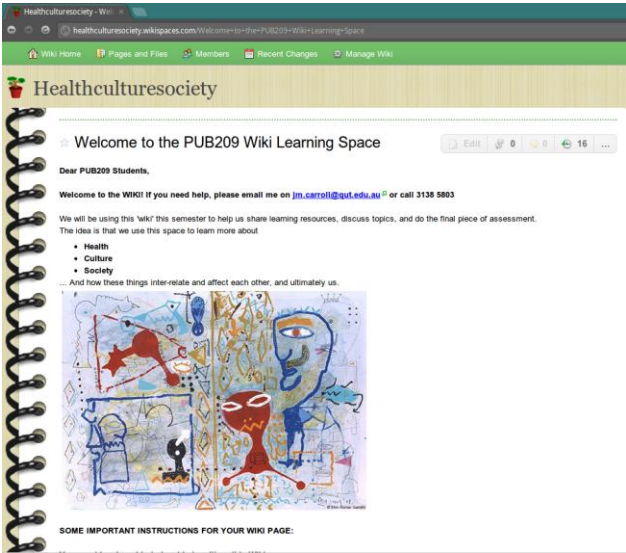 Healthculturesociety - Wel
healthculturesociety.wikispaces.com/Welcome+to+the+PUB209+Wiki+Learning+Space
Wiki Home Pages and Files Members Recent Changes Manage Wiki
Healthculturesociety
Welcome to the PUB209 Wiki Learning Space
Edit 0 0 16 ...
Dear PUB209 Students,
Welcome to the WIKI! If you need help, please email me on jm.carroll@qut.edu.au or call 3138 5803
We will be using this 'wiki' this semester to help us share learning resources, discuss topics, and do the final piece of assessment.
The idea is that we use this space to learn more about
• Health
• Culture
• Society
... And how these things inter-relate and affect each other, and ultimately us.
SOME IMPORTANT INSTRUCTIONS FOR YOUR WIKI PAGE: